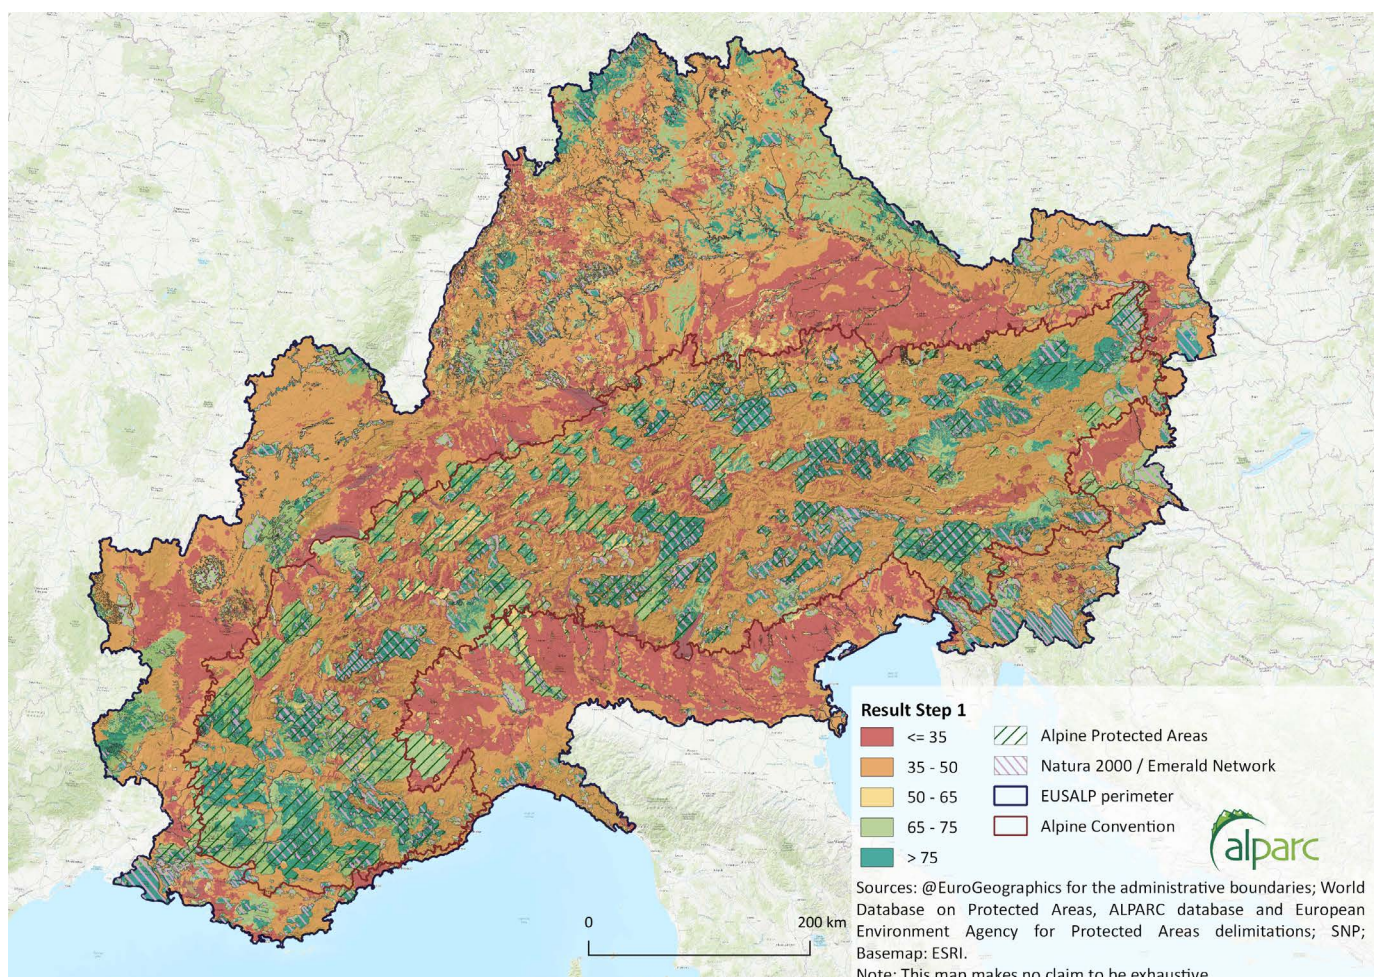 Result Step 1
<= 35
35 - 50
50 - 65
65 - 75
> 75
Alpine Protected Areas
Natura 2000 / Emerald Network
EUSALP perimeter
Alpine Convention
alparc
0
200 km
Sources: @EuroGeographics for the administrative boundaries; World
Database on Protected Areas, ALPARC database and European
Environment Agency for Protected Areas delimitations; SNP;
Basemap: ESRI.
Note: This map makes no claim to be exhaustive